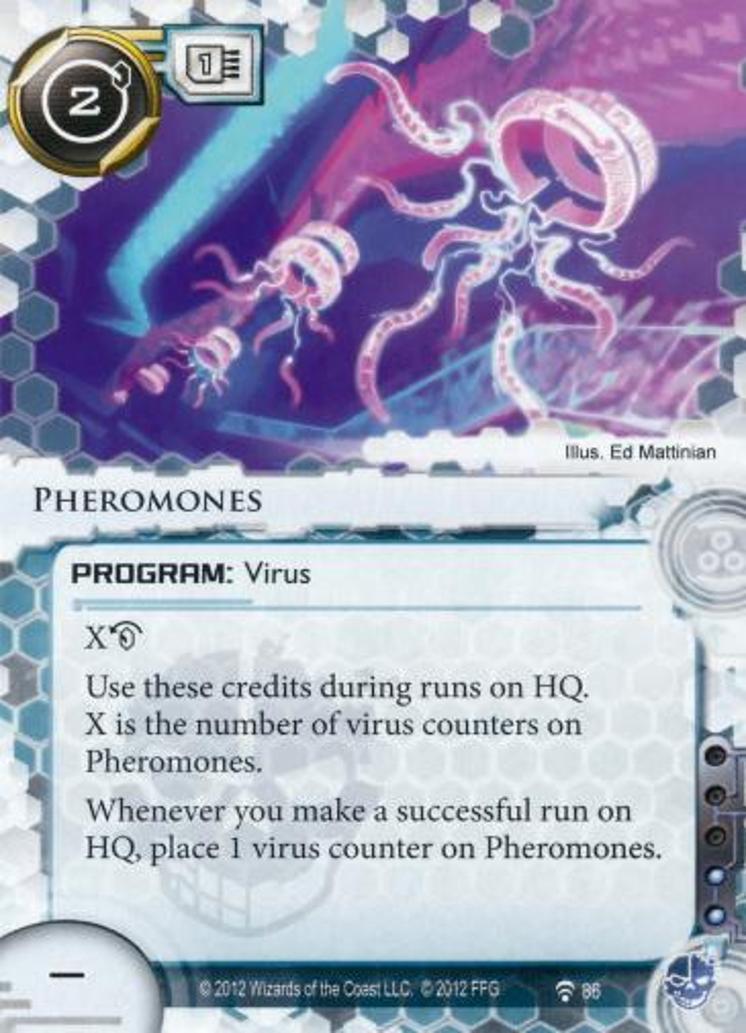 2
1
Illus. Ed Mattinian
PHEROMONES
PROGRAM: Virus
X
Use these credits during runs on HQ.
X is the number of virus counters on
Pheromones.
Whenever you make a successful run on
HQ, place 1 virus counter on Pheromones.
–
© 2012 Wizards of the Coast LLC. © 2012 FFG 86